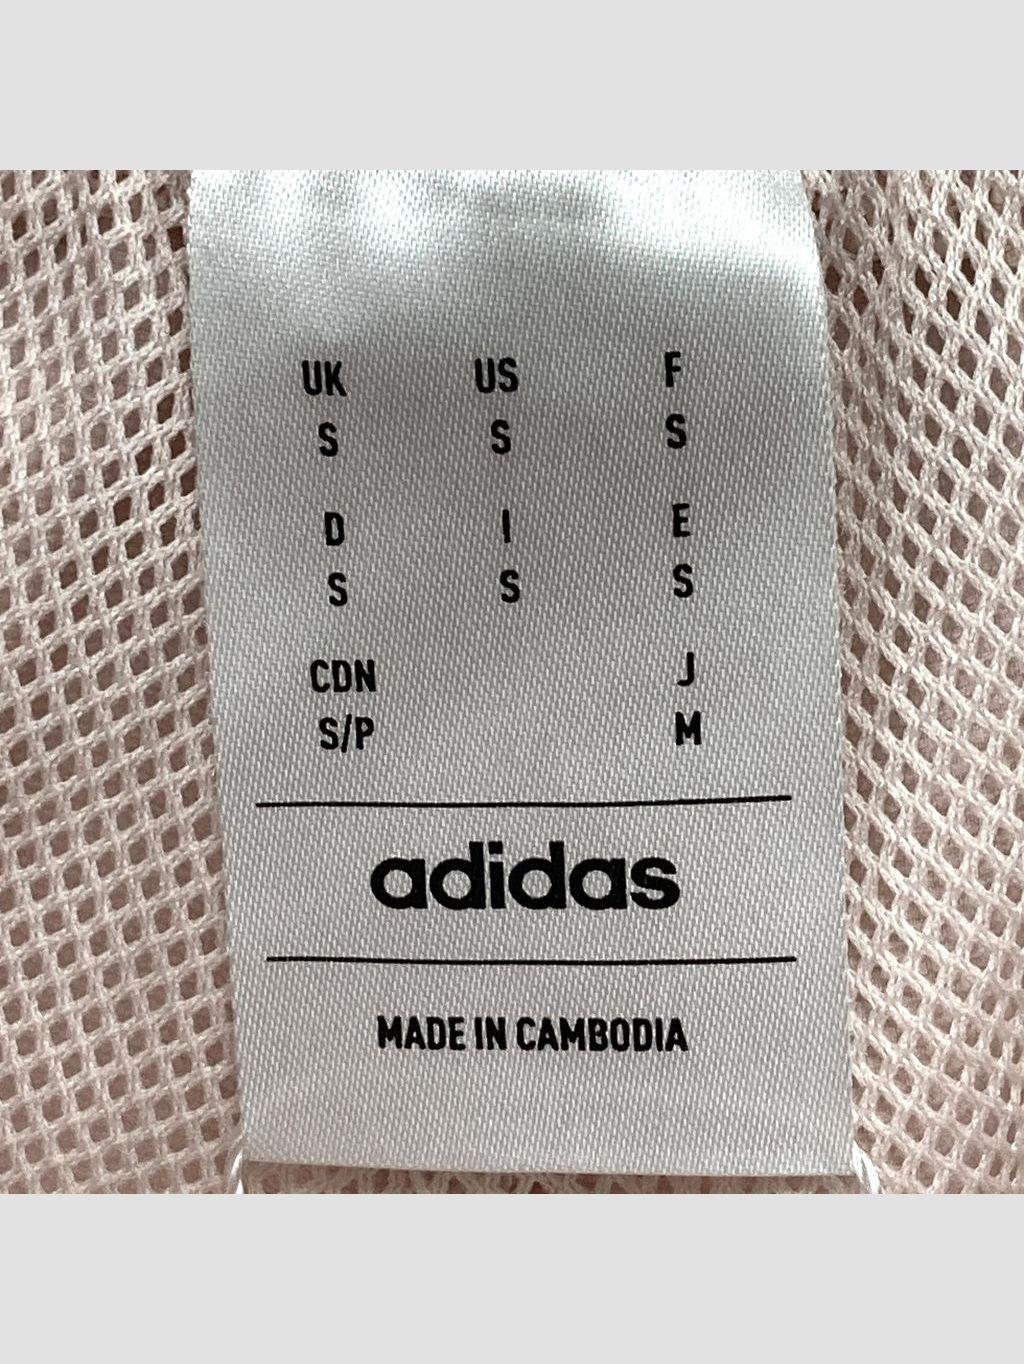 UK US F
S S S
D I E
S S S
CDN J
S/P M
adidas
MADE IN CAMBODIA